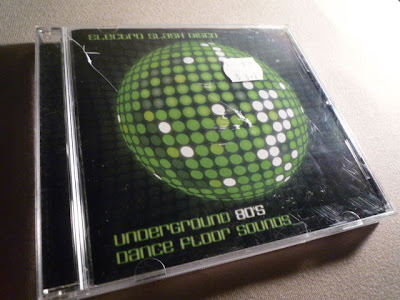 ELECTRO SLASH DISCO
UNDERGROUND 80'S
DANCE FLOOR SOUNDS